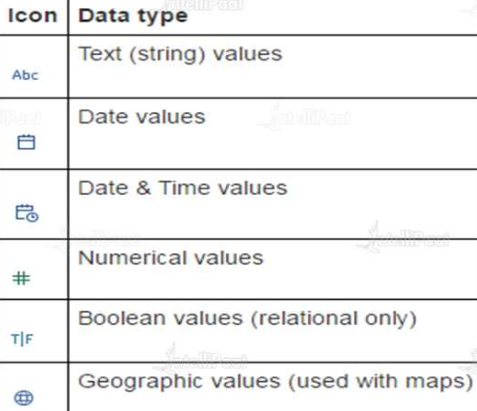 Icon Data type
Abc Text (string) values
Date values
Date & Time values
# Numerical values
T|F Boolean values (relational only)
Geographic values (used with maps)